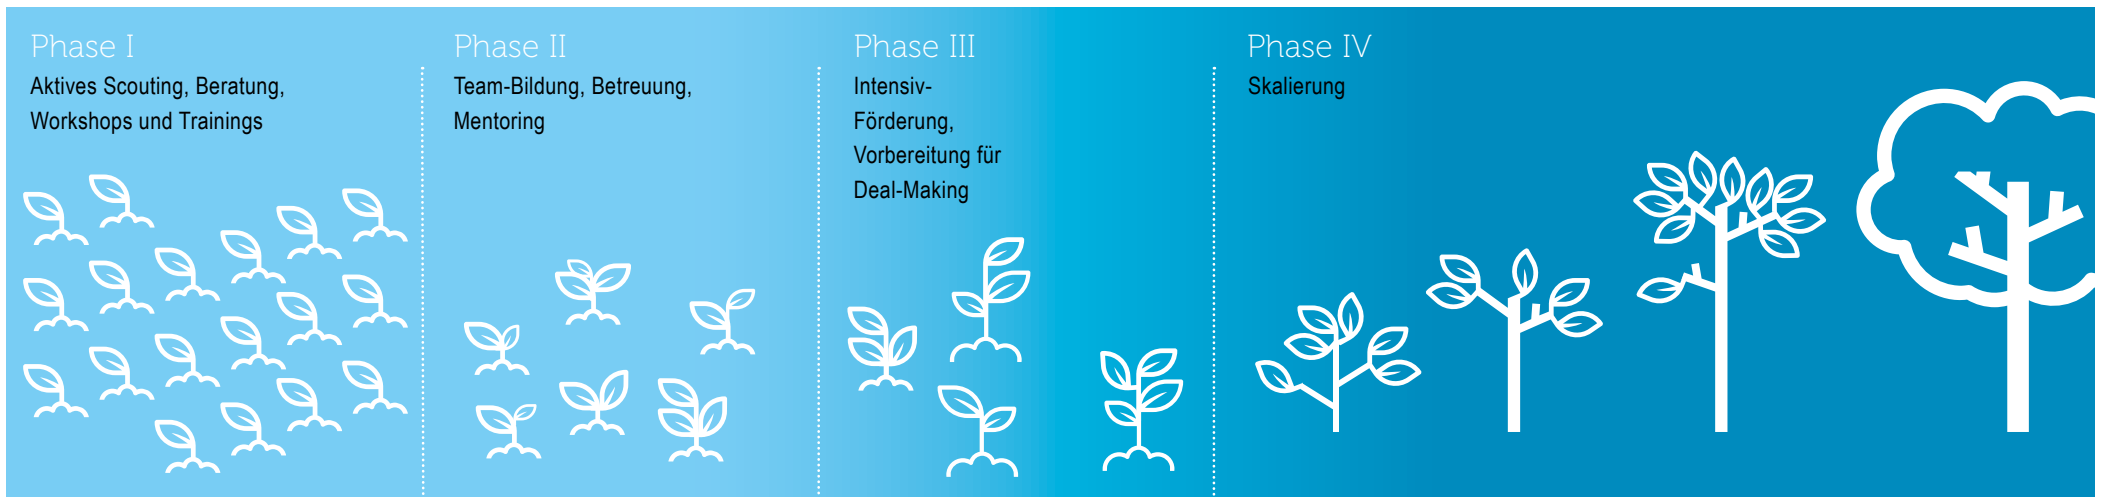 Phase I
Aktives Scouting, Beratung,
Workshops und Trainings
Phase II
Team-Bildung, Betreuung,
Mentoring
Phase III
Intensiv-
Förderung,
Vorbereitung für
Deal-Making
Phase IV
Skalierung